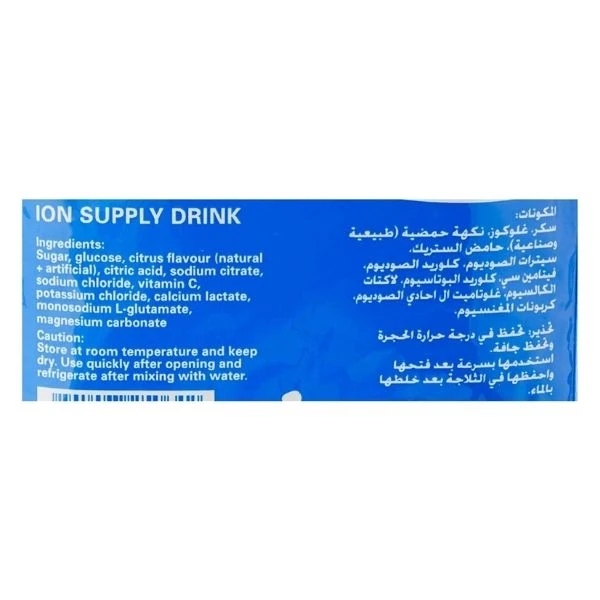 ION SUPPLY DRINK
Ingredients:
Sugar, glucose, citrus flavour (natural
+ artificial), citric acid, sodium citrate,
sodium chloride, vitamin C,
potassium chloride, calcium lactate,
monosodium L-glutamate,
magnesium carbonate
Caution:
Store at room temperature and keep
dry. Use quickly after opening and
refrigerate after mixing with water.
المكونات:
سكر، غلوكوز، نكهة حمضية (طبيعية
وصناعية)، حامض الستريك،
سيترات الصوديوم، كلوريد الصوديوم،
فيتامين سي، كلوريد البوتاسيوم، لاكتات
الكالسيوم، غلوتاميت ال احادي الصوديوم،
كربونات المغنسيوم
تحذير: تحفظ في درجة حرارة الحجرة
وتحفظ جافة.
استخدمها بسرعة بعد فتحها
واحفظها في الثلاجة بعد خلطها
بالماء.